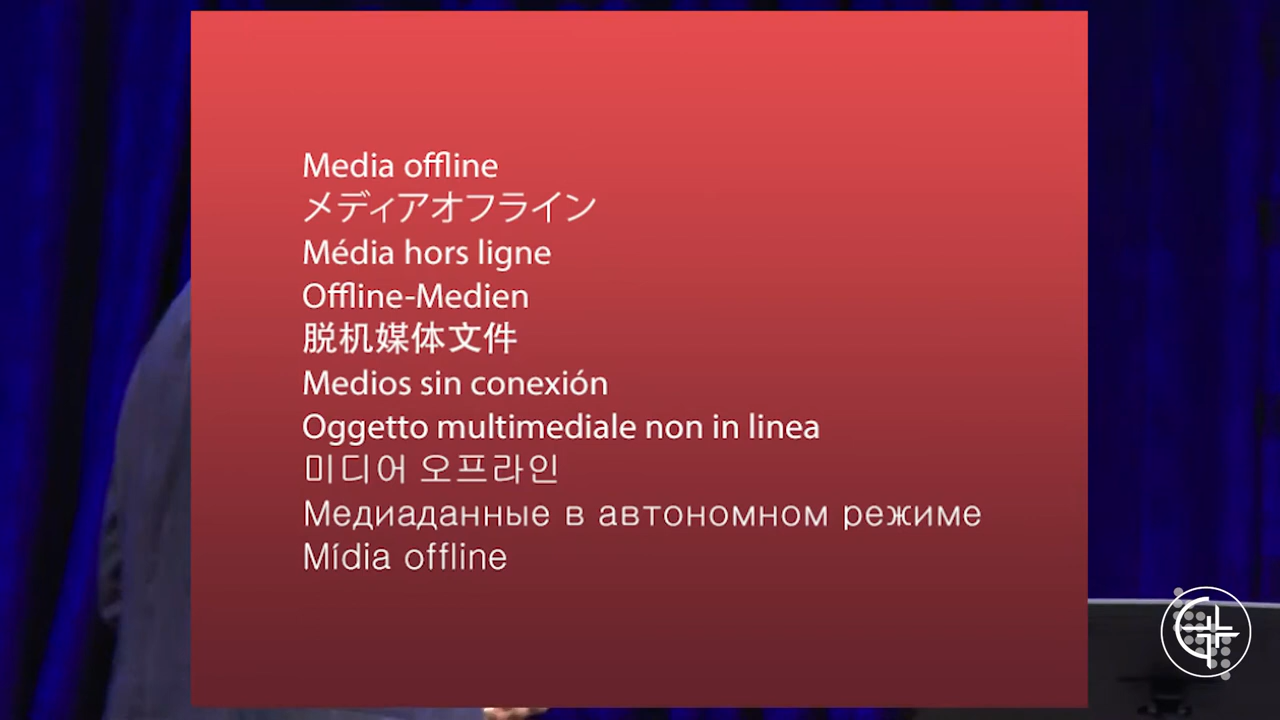 Media offline
メディアオフライン
Média hors ligne
Offline-Medien
脱机媒体文件
Medios sin conexión
Oggetto multimediale non in linea
미디어 오프라인
Медиаданные в автономном режиме
Mídia offline